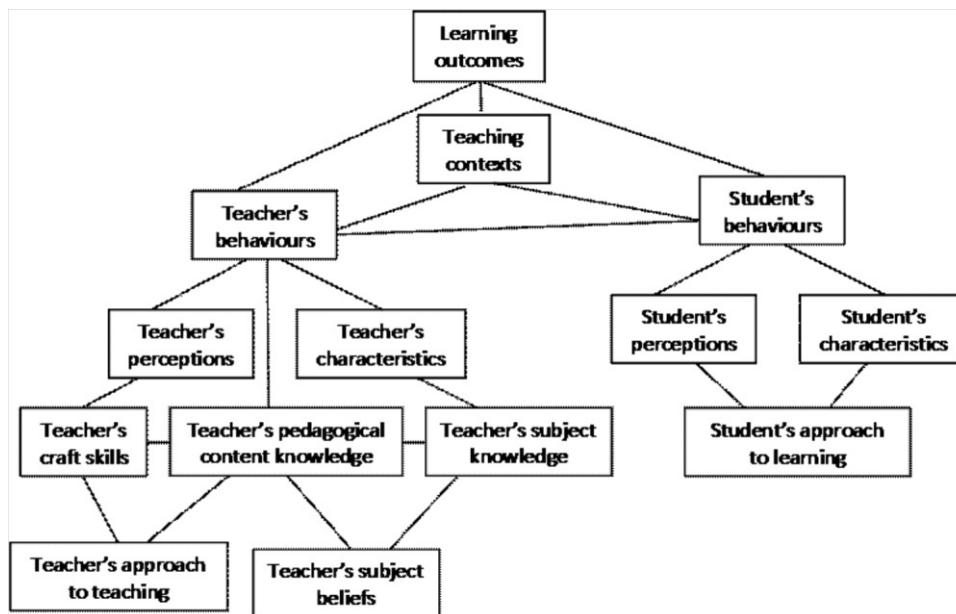 Learning
outcomes
Teaching
contexts
Teacher's
behaviours
Student's
behaviours
Teacher's
perceptions
Teacher's
characteristics
Student's
perceptions
Student's
characteristics
Teacher's
craft skills
Teacher's pedagogical
content knowledge
Teacher's subject
knowledge
Student's approach
to learning
Teacher's approach
to teaching
Teacher's subject
beliefs